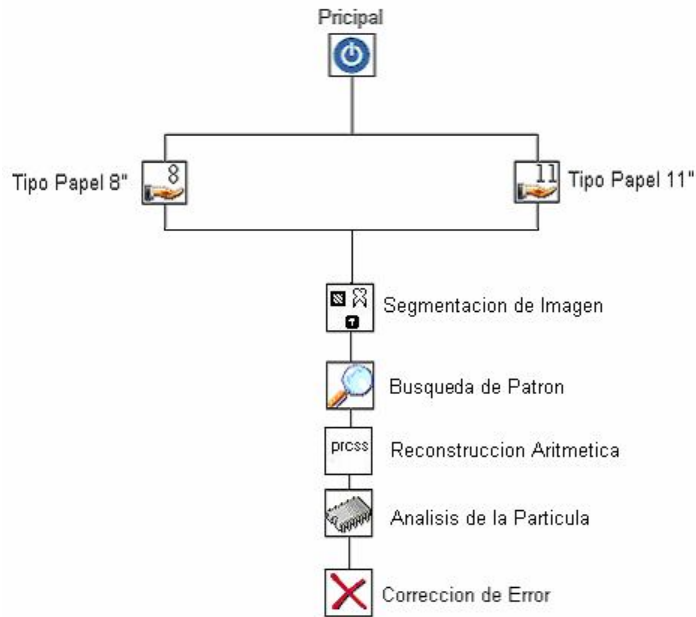 Pricipal
8
Tipo Papel 8"
11
Tipo Papel 11"
Segmentacion de Imagen
Búsqueda de Patron
prcss
Reconstruccion Aritmetica
Analisis de la Particula
Correccion de Error